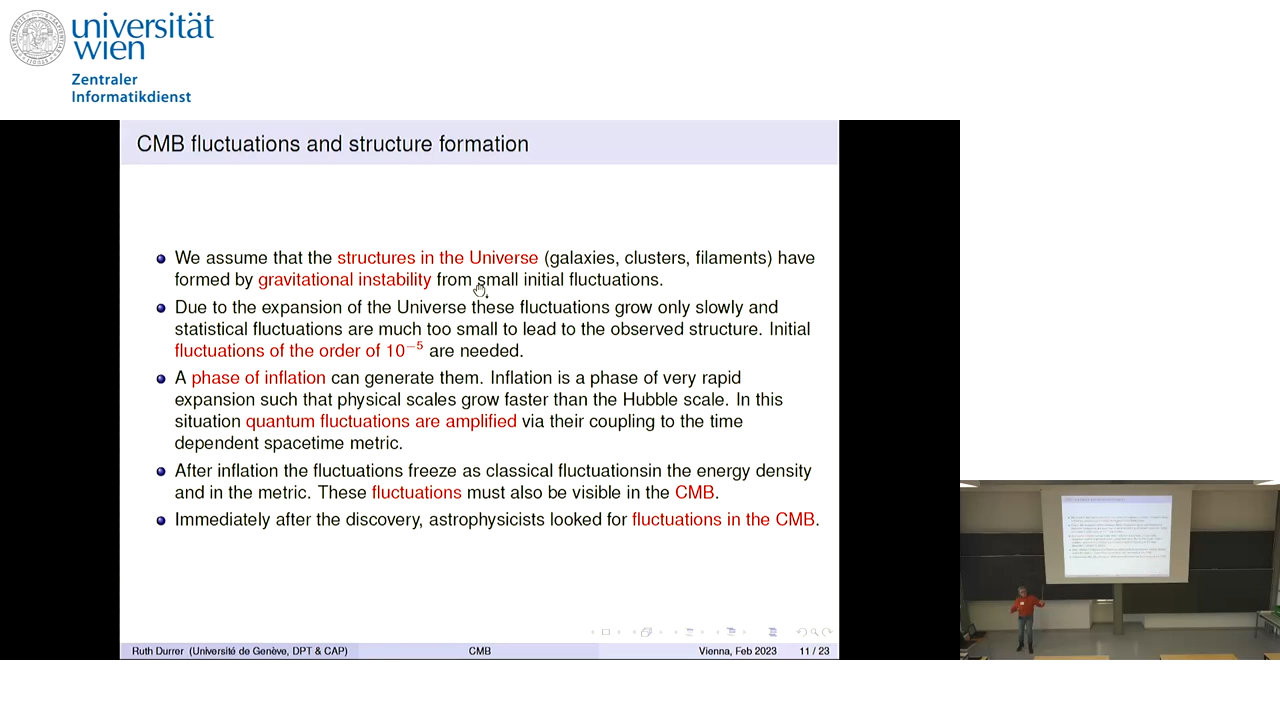 universität
wien
Zentraler
Informatikdienst
CMB fluctuations and structure formation
We assume that the structures in the Universe (galaxies, clusters, filaments) have
formed by gravitational instability from small initial fluctuations.
Due to the expansion of the Universe these fluctuations grow only slowly and
statistical fluctuations are much too small to lead to the observed structure. Initial
fluctuations of the order of 10⁻⁵ are needed.
A phase of inflation can generate them. Inflation is a phase of very rapid
expansion such that physical scales grow faster than the Hubble scale. In this
situation quantum fluctuations are amplified via their coupling to the time
dependent spacetime metric.
After inflation the fluctuations freeze as classical fluctuationsin the energy density
and in the metric. These fluctuations must also be visible in the CMB.
Immediately after the discovery, astrophysicists looked for fluctuations in the CMB.
Ruth Durrer (Université de Genève, DPT & CAP) CMB Vienna, Feb 2023 11 / 23